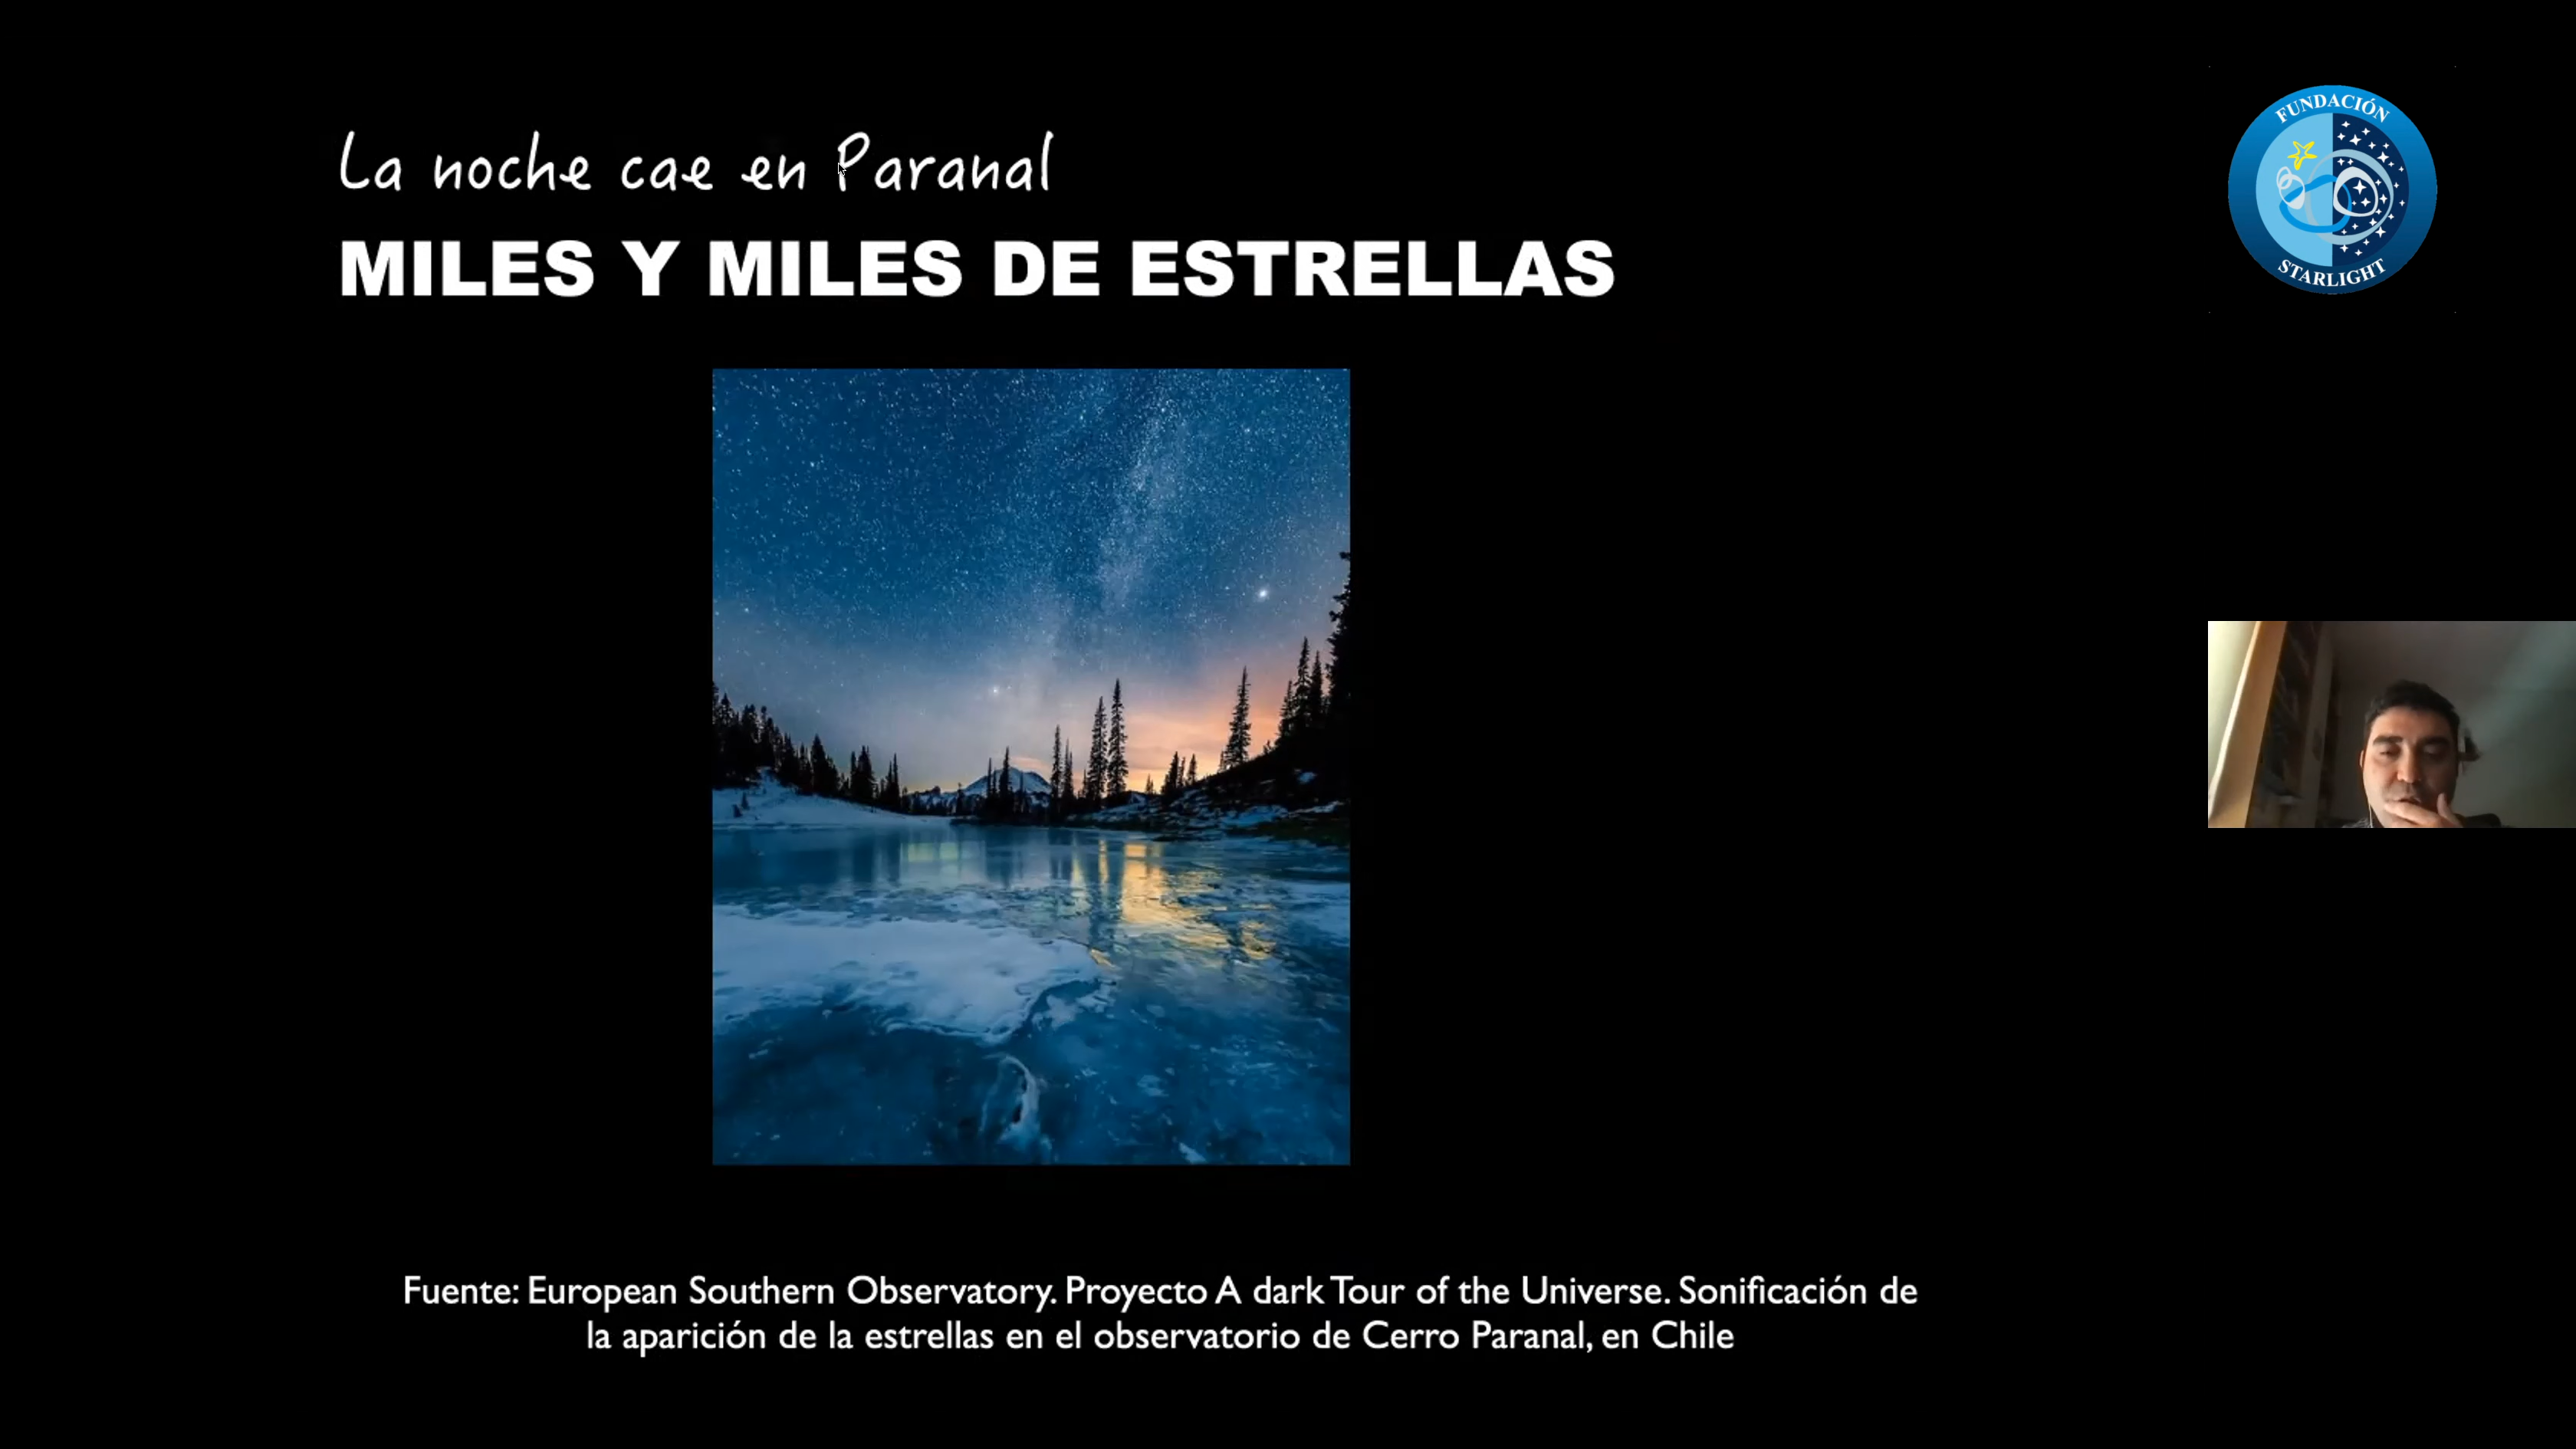 La noche cae en Paranal
MILES Y MILES DE ESTRELLAS
FUNDACIÓN
STARLIGHT
Fuente: European Southern Observatory. Proyecto A dark Tour of the Universe. Sonificación de
la aparición de la estrellas en el observatorio de Cerro Paranal, en Chile